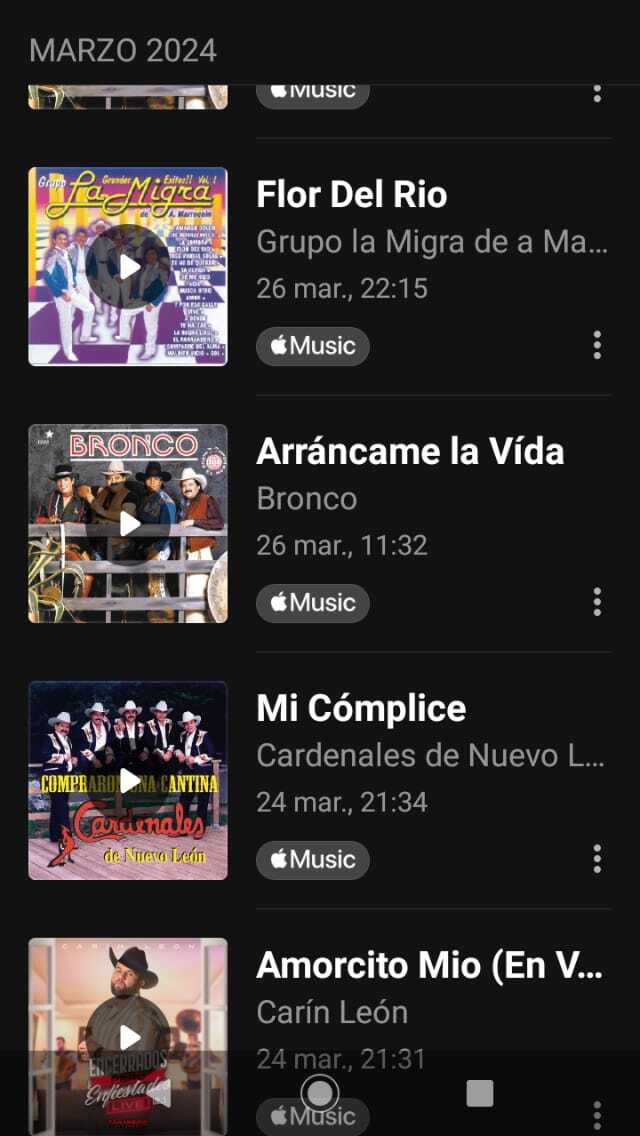 MARZO 2024
Music
Grupo
Grandes Exitos!! Vol. 1
La Migra
de A. Marroquin
Flor Del Rio
Grupo la Migra de a Ma...
26 mar., 22:15
Music
BRONCO
Arráncame la Vída
Bronco
26 mar., 11:32
Music
COMPRARON UNA CANTINA
Cardenales
de Nuevo León
Mi Cómplice
Cardenales de Nuevo L...
24 mar., 21:34
Music
CARIN LEON
ENCERRADOS
Enfiestados
LIVE
Amorcito Mio (En V...
Carín León
24 mar., 21:31
Music